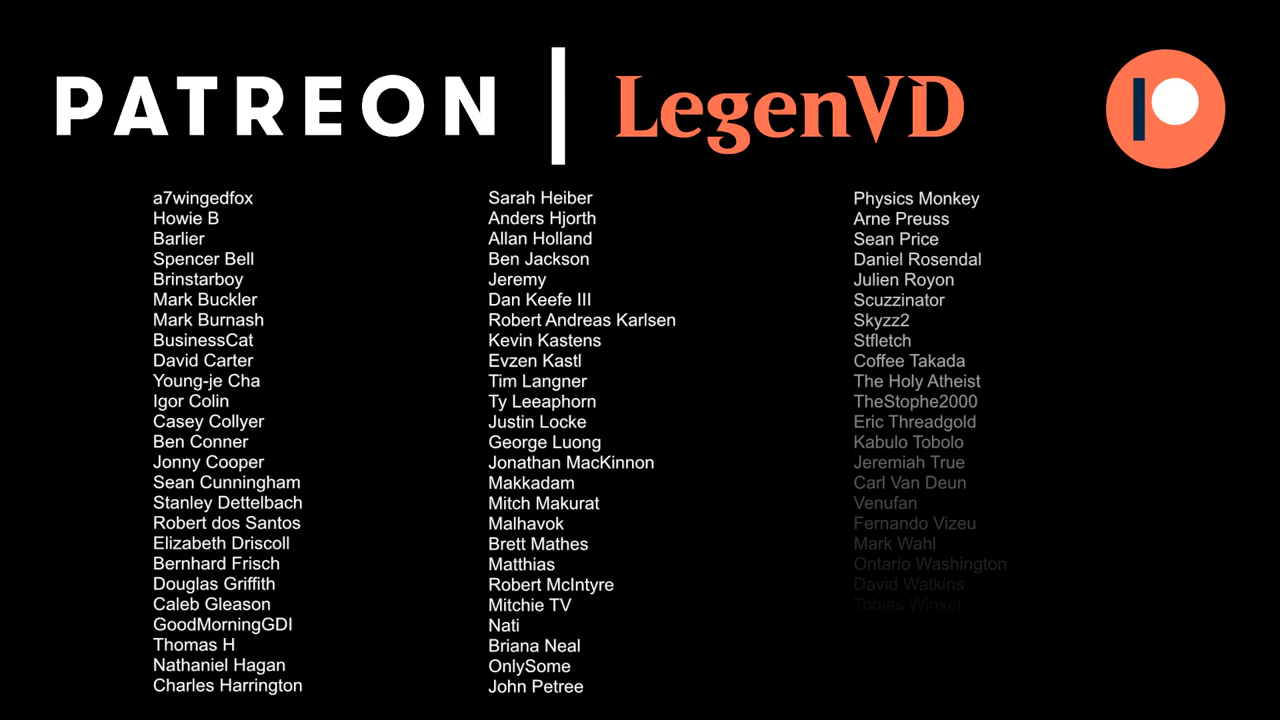 PATREON | LegenVD
a7wingedfox
Howie B
Barlier
Spencer Bell
Brinstarboy
Mark Buckler
Mark Burnash
BusinessCat
David Carter
Young-je Cha
Igor Colin
Casey Collyer
Ben Conner
Jonny Cooper
Sean Cunningham
Stanley Dettelbach
Robert dos Santos
Elizabeth Driscoll
Bernhard Frisch
Douglas Griffith
Caleb Gleason
GoodMorningGDI
Thomas H
Nathaniel Hagan
Charles Harrington
Sarah Heiber
Anders Hjorth
Allan Holland
Ben Jackson
Jeremy
Dan Keefe III
Robert Andreas Karlsen
Kevin Kastens
Evzen Kastl
Tim Langner
Ty Leeaphorn
Justin Locke
George Luong
Jonathan MacKinnon
Makkadam
Mitch Makurat
Malhavok
Brett Mathes
Matthias
Robert McIntyre
Mitchie TV
Nati
Briana Neal
OnlySome
John Petree
Physics Monkey
Arne Preuss
Sean Price
Daniel Rosendal
Julien Royon
Scuzzinator
Skyzz2
Stfletch
Coffee Takada
The Holy Atheist
TheStophe2000
Eric Threadgold
Kabulo Tobolo
Jeremiah True
Carl Van Deun
Venufan
Fernando Vizeu
Mark Wahl
Ontario Washington
David Watkins
Tobias Winkel